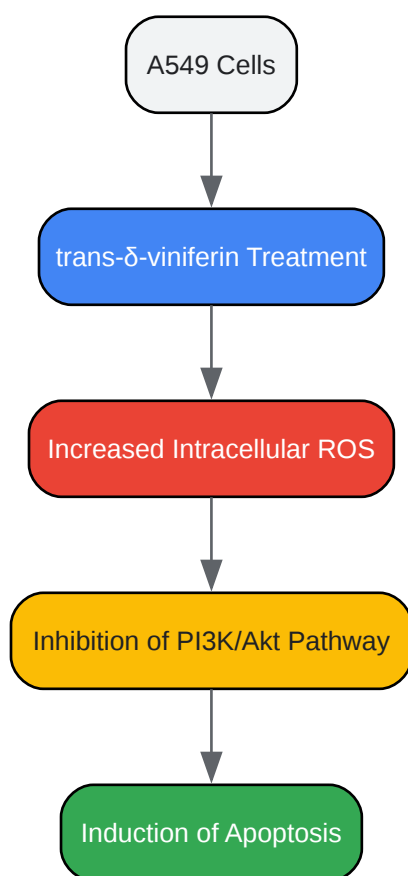 A549 Cells
trans-δ-viniferin Treatment
Increased Intracellular ROS
Inhibition of PI3K/Akt Pathway
Induction of Apoptosis